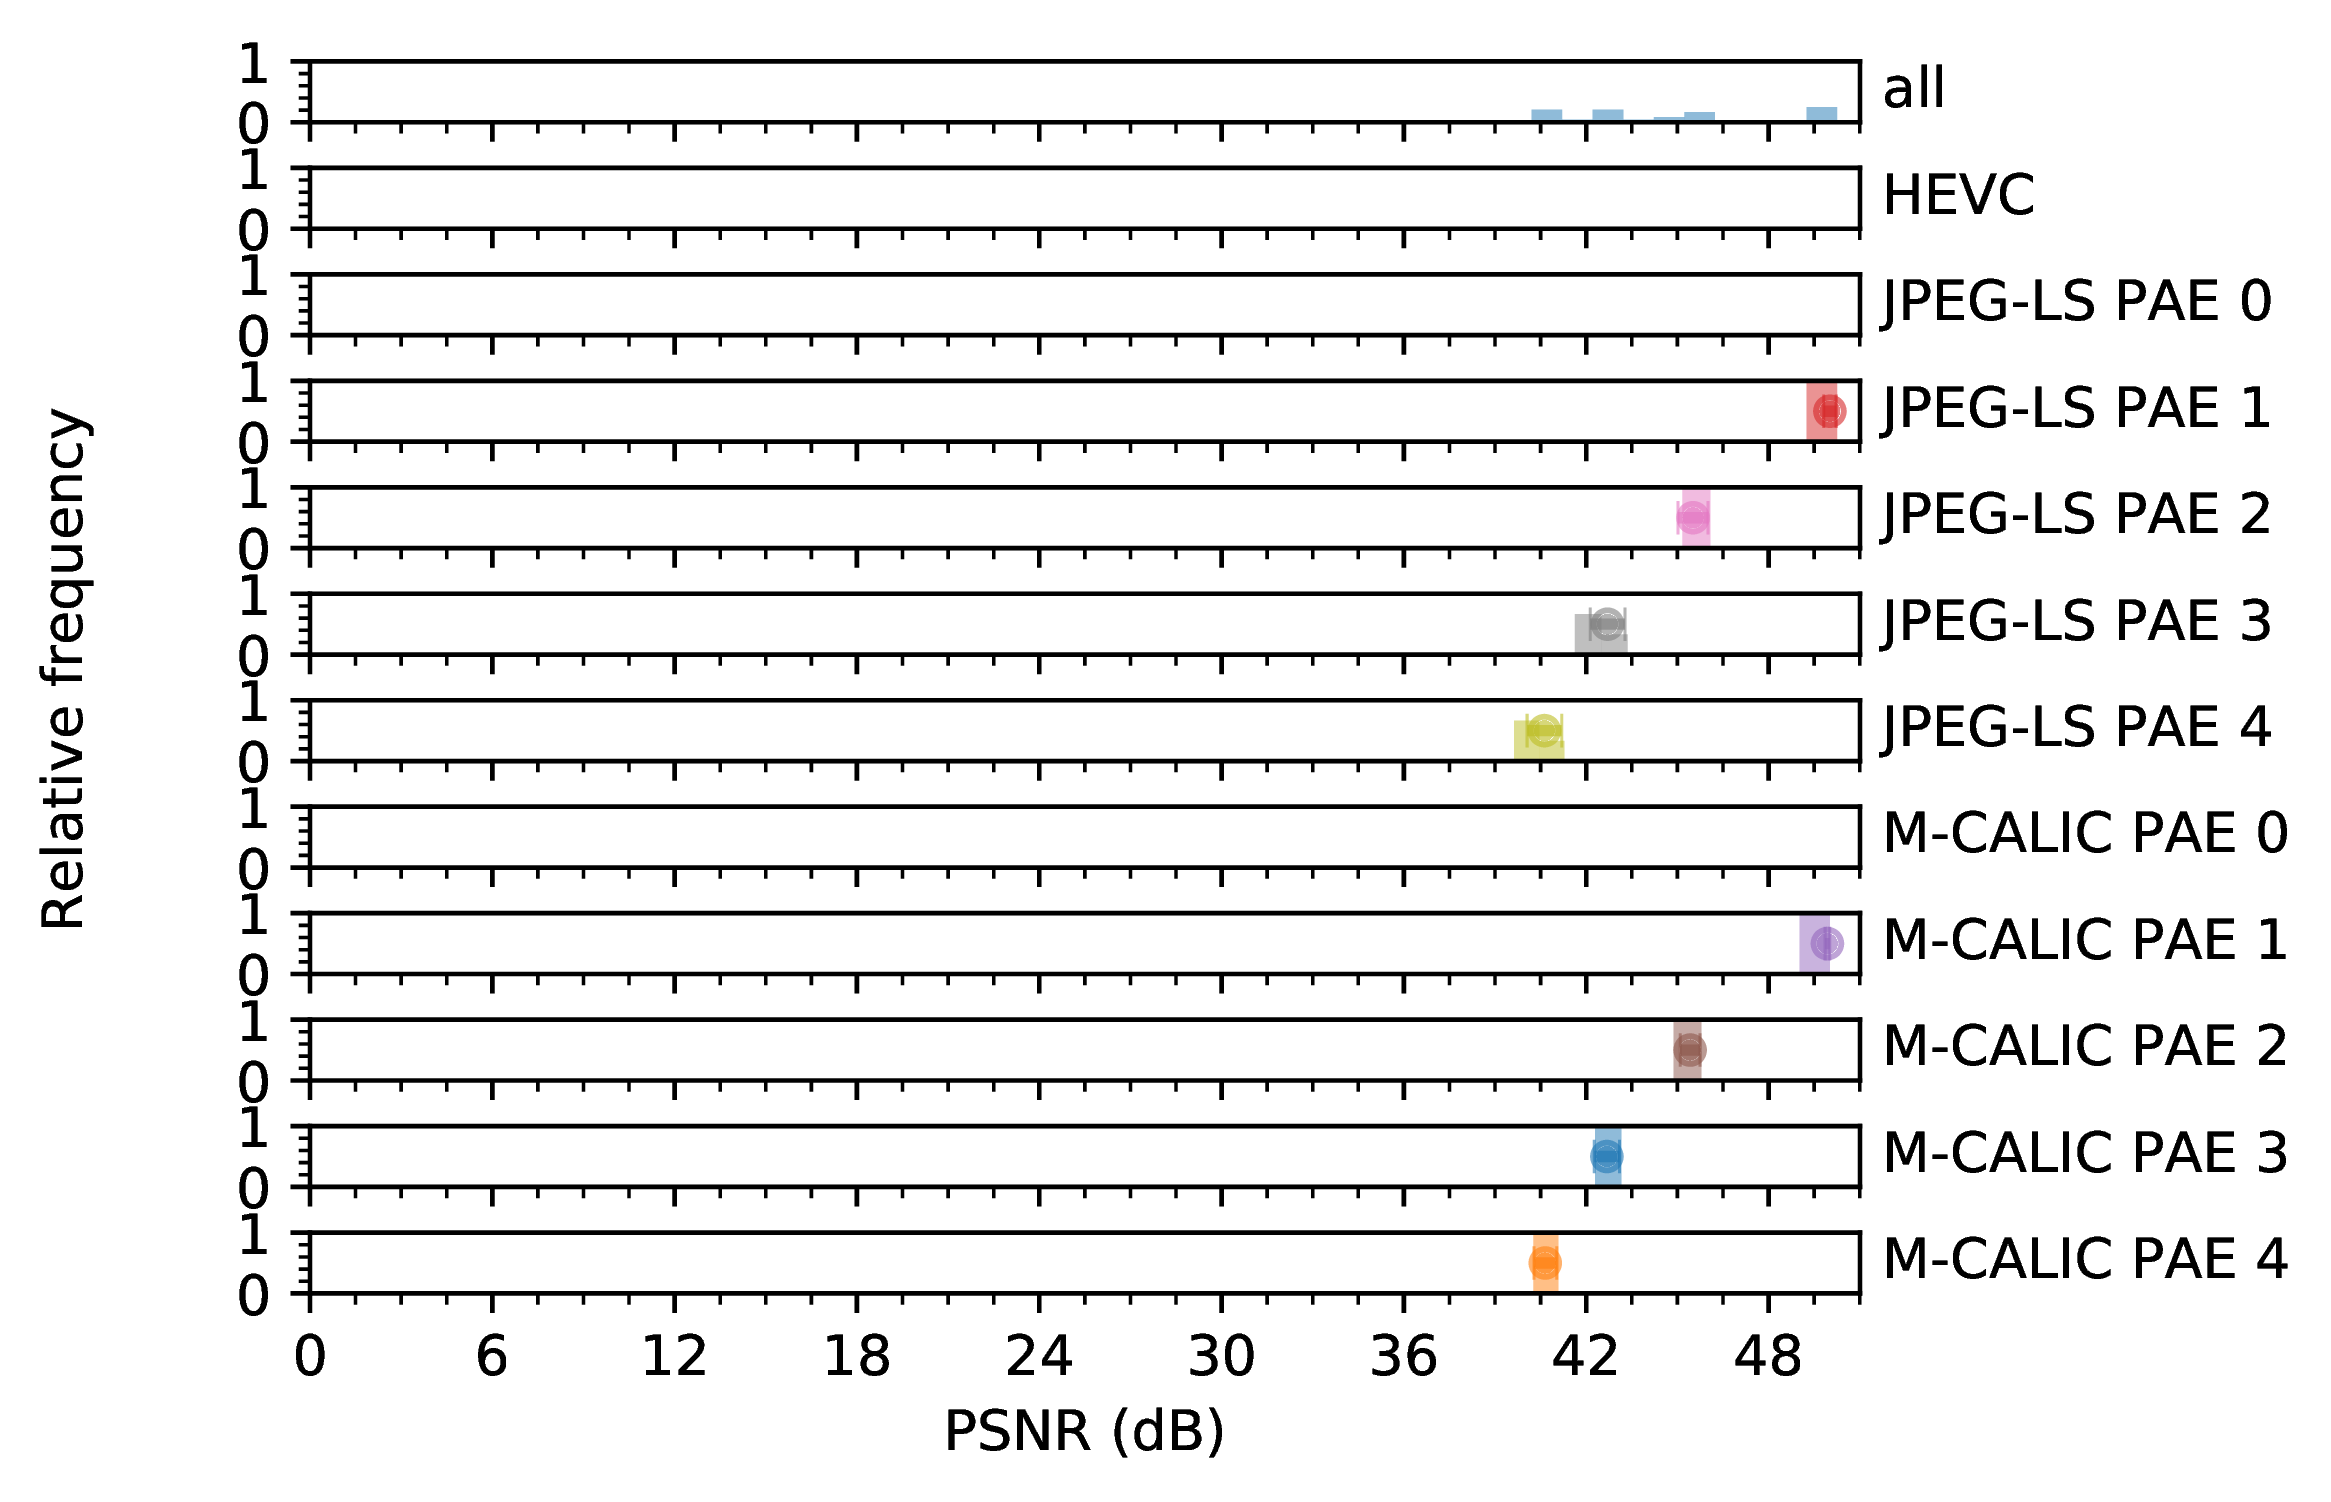 1
0
all
1
0
HEVC
1
0
JPEG-LS PAE 0
1
0
JPEG-LS PAE 1
1
0
JPEG-LS PAE 2
1
0
JPEG-LS PAE 3
1
0
JPEG-LS PAE 4
1
0
M-CALIC PAE 0
1
0
M-CALIC PAE 1
1
0
M-CALIC PAE 2
1
0
M-CALIC PAE 3
1
0
M-CALIC PAE 4
Relative frequency
0 6 12 18 24 30 36 42 48
PSNR (dB)